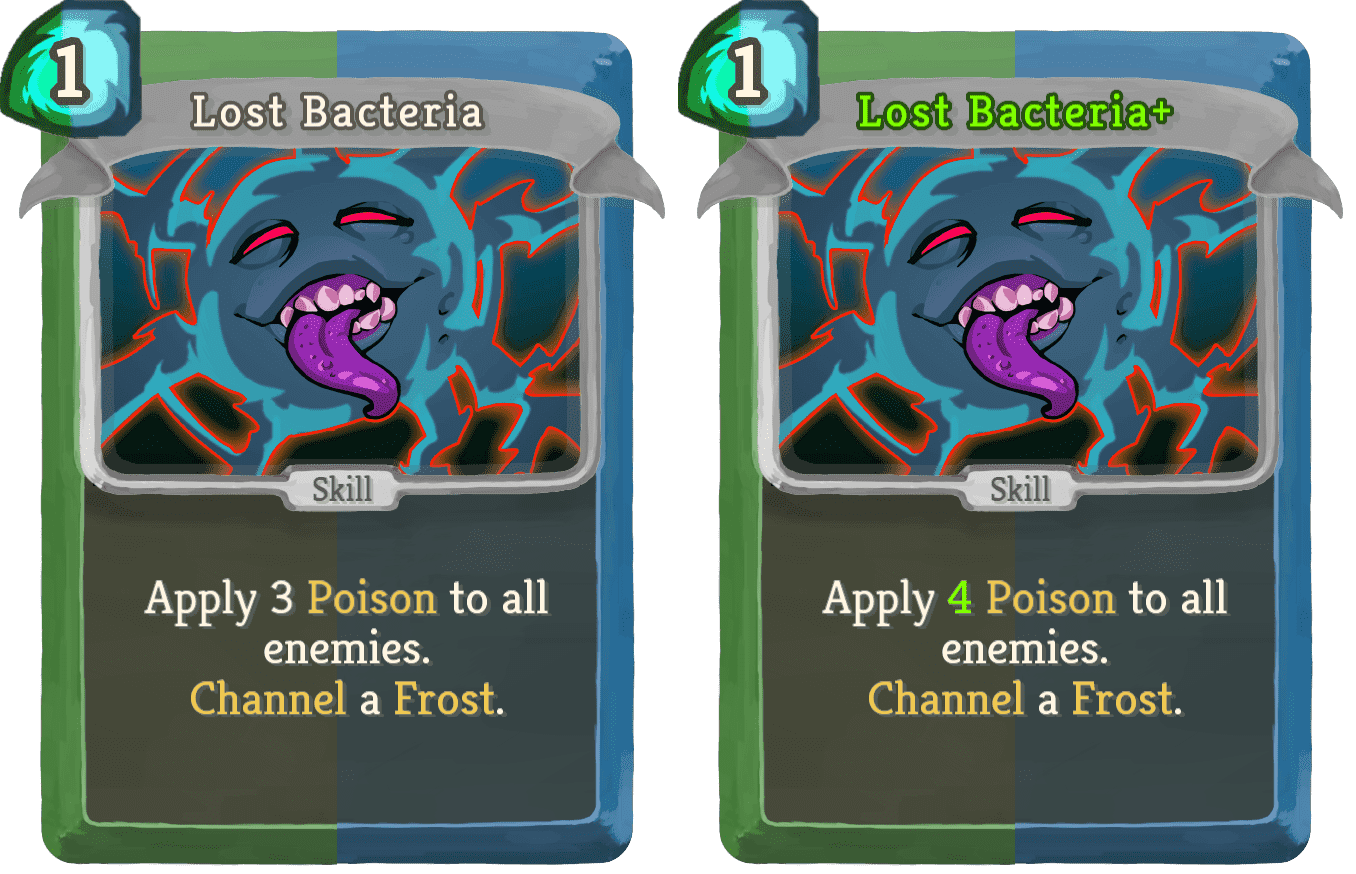 1
Lost Bacteria
Skill
Apply 3 Poison to all
enemies.
Channel a Frost.
1
Lost Bacteria+
Skill
Apply 4 Poison to all
enemies.
Channel a Frost.